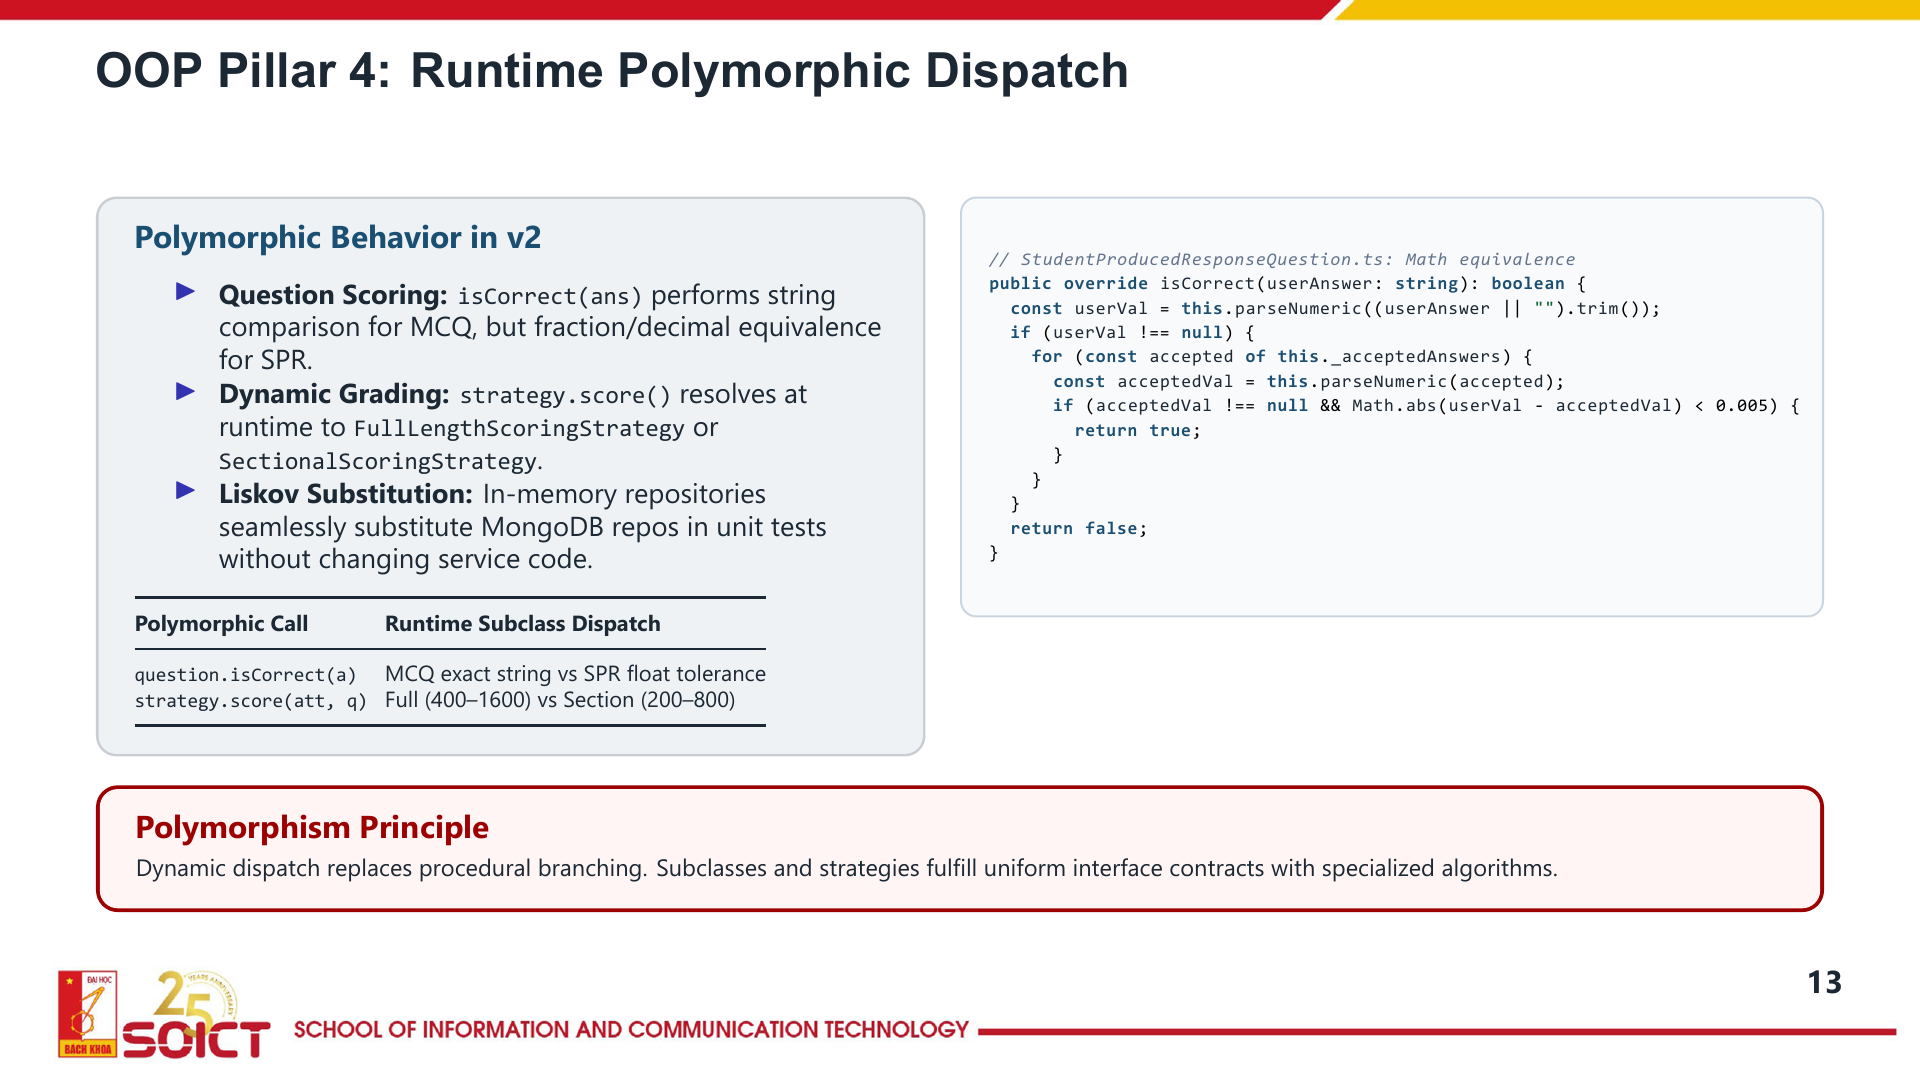 OOP Pillar 4: Runtime Polymorphic Dispatch
Polymorphic Behavior in v2
Question Scoring: isCorrect(ans) performs string
comparison for MCQ, but fraction/decimal equivalence
for SPR.
Dynamic Grading: strategy.score() resolves at
runtime to FullLengthScoringStrategy or
SectionalScoringStrategy.
Liskov Substitution: In-memory repositories
seamlessly substitute MongoDB repos in unit tests
without changing service code.
Polymorphic Call Runtime Subclass Dispatch
question.isCorrect(a) MCQ exact string vs SPR float tolerance
strategy.score(att, q) Full (400–1600) vs Section (200–800)
// StudentProducedResponseQuestion.ts: Math equivalence
public override isCorrect(userAnswer: string): boolean {
  const userVal = this.parseNumeric((userAnswer || "").trim());
  if (userVal !== null) {
    for (const accepted of this._acceptedAnswers) {
      const acceptedVal = this.parseNumeric(accepted);
      if (acceptedVal !== null && Math.abs(userVal - acceptedVal) < 0.005) {
        return true;
      }
    }
  }
  return false;
}
Polymorphism Principle
Dynamic dispatch replaces procedural branching. Subclasses and strategies fulfill uniform interface contracts with specialized algorithms.
13
ĐẠI HỌC
BÁCH KHOA
25
YEARS ANNIVERSARY
SOICT
SCHOOL OF INFORMATION AND COMMUNICATION TECHNOLOGY